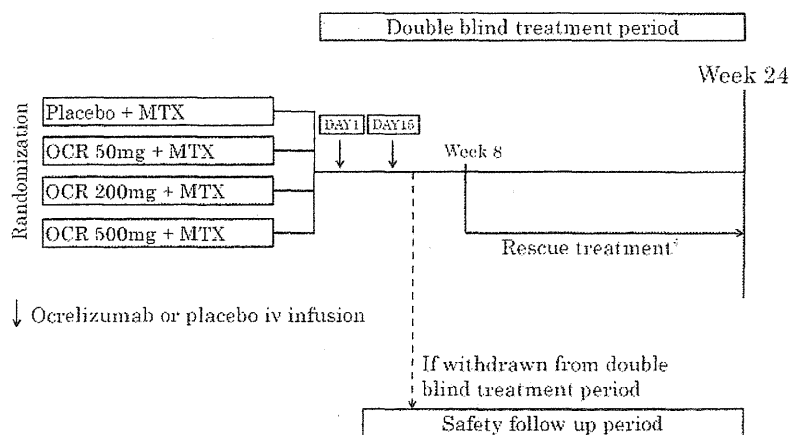 Double blind treatment period
Week 24
Randomization
Placebo + MTX
OCR 50mg + MTX
OCR 200mg + MTX
OCR 500mg + MTX
DAY1
DAY15
Week 8
Rescue treatment
↓ Ocrelizumab or placebo iv infusion
If withdrawn from double
blind treatment period
Safety follow up period